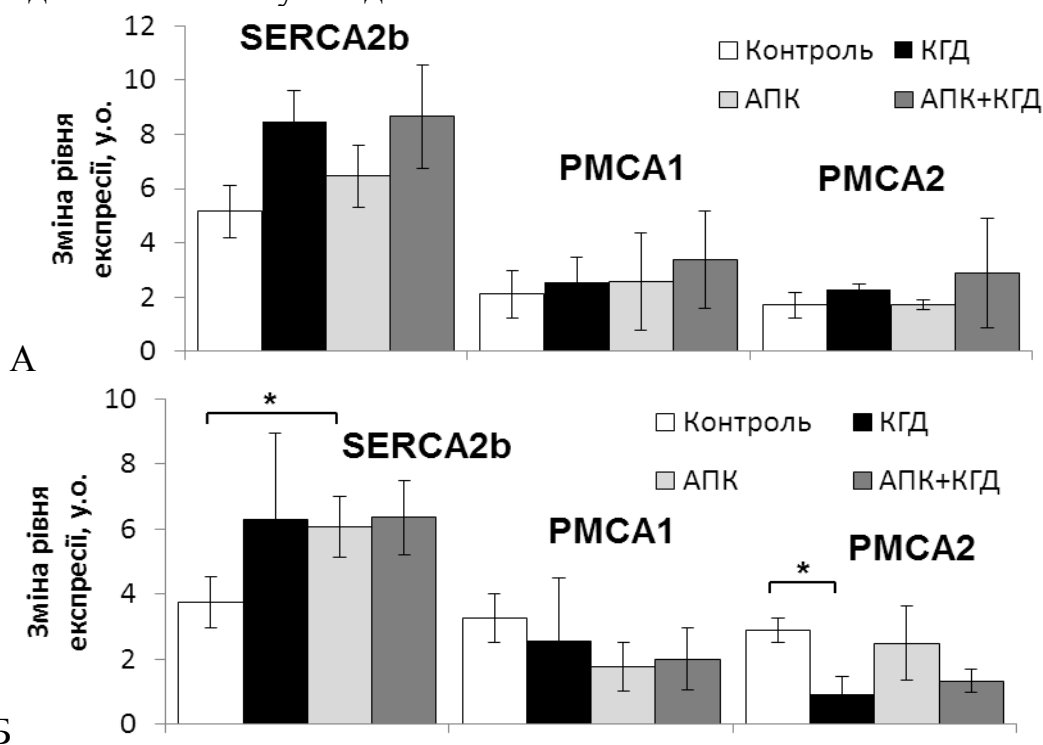 SERCA2b
Контроль
КГД
АПК
АПК+КГД
PMCA1
PMCA2
Зміна рівня
експресії, у.о.
12
10
8
6
4
2
0
А
*
SERCA2b
Контроль
КГД
АПК
АПК+КГД
PMCA1
PMCA2
*
Зміна рівня
експресії, у.о.
10
8
6
4
2
0
Б